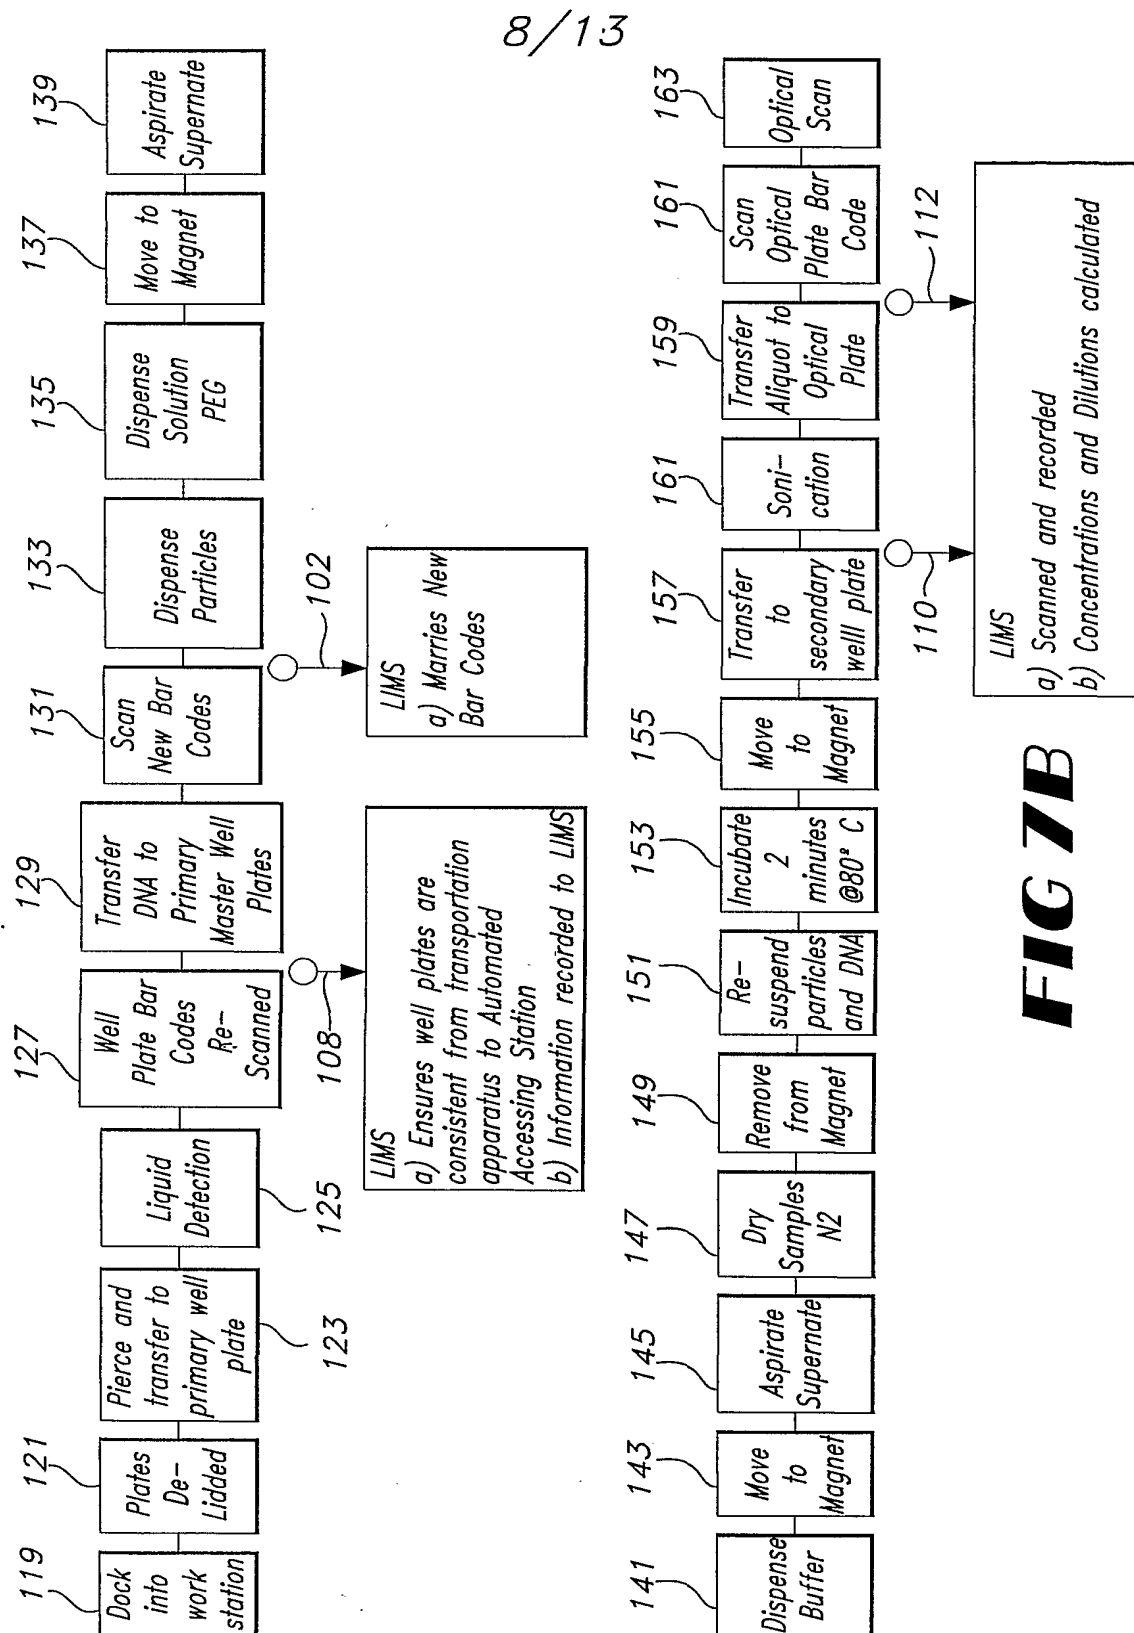 8/13
119
Dock
into
work
station
121
Plates
De-
Lidded
Pierce and
transfer to
primary well
plate
123
Liquid
Detection
125
127
Well
Plate Bar
Codes
Re-
Scanned
129
Transfer
DNA to
Primary
Master Well
Plates
131
Scan
New Bar
Codes
133
Dispense
Particles
135
Dispense
Solution
PEG
137
Move to
Magnet
139
Aspirate
Supernate
108
LIMS
a) Ensures well plates are
consistent from transportation
apparatus to Automated
Accessing Station
b) Information recorded to LIMS
102
LIMS
a) Marries New
Bar Codes
141
Dispense
Buffer
143
Move
to
Magnet
145
Aspirate
Supernate
147
Dry
Samples
N2
149
Remove
from
Magnet
151
Re-
suspend
particles
and DNA
153
Incubate
2
minutes
@80° C
155
Move
to
Magnet
157
Transfer
to
secondary
welll plate
161
Soni-
cation
159
Transfer
Aliquot to
Optical
Plate
161
Scan
Optical
Plate Bar
Code
163
Optical
Scan
110
112
LIMS
a) Scanned and recorded
b) Concentrations and Dilutions calculated
FIG 7B